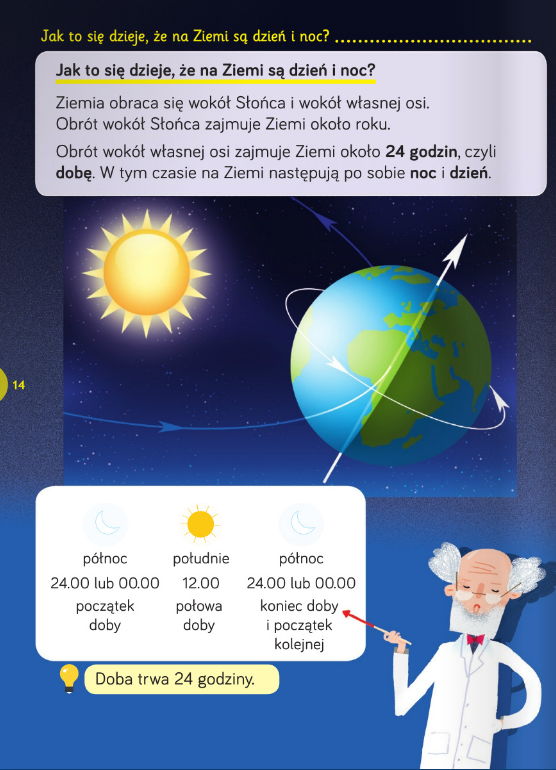 Jak to się dzieje, że na Ziemi są dzień i noc? .................................
Jak to się dzieje, że na Ziemi są dzień i noc?
Ziemia obraca się wokół Słońca i wokół własnej osi.
Obrót wokół Słońca zajmuje Ziemi około roku.
Obrót wokół własnej osi zajmuje Ziemi około 24 godzin, czyli
dobę. W tym czasie na Ziemi następują po sobie noc i dzień.
14
północ południe północ
24.00 lub 00.00 12.00 24.00 lub 00.00
początek połowa koniec doby
doby doby i początek
kolejnej
Doba trwa 24 godziny.